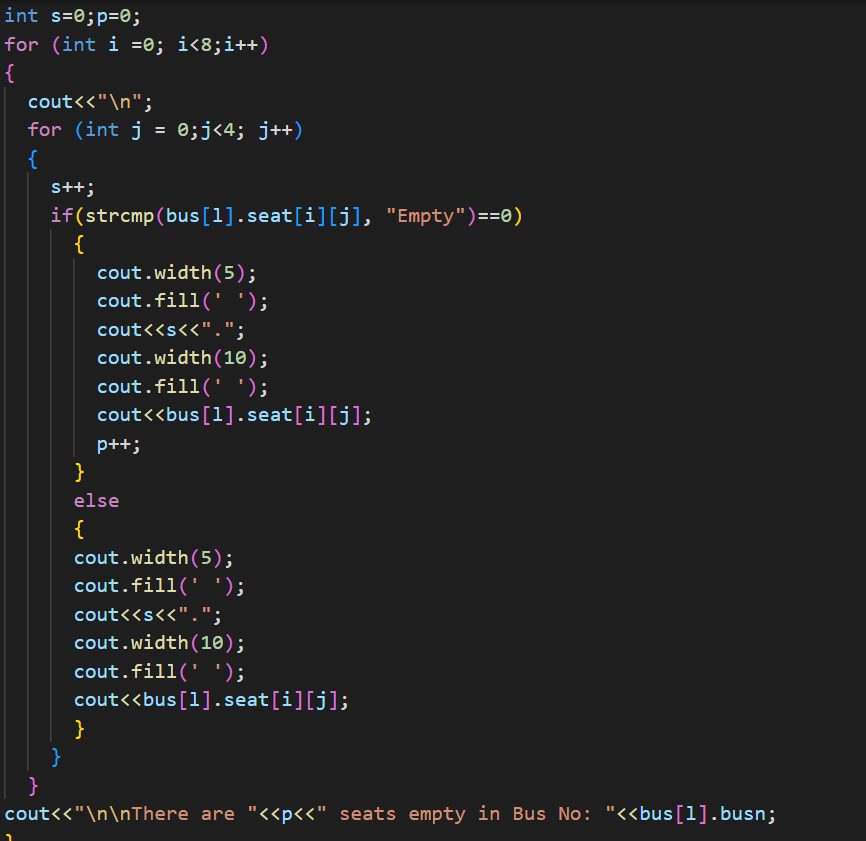 int s=0;p=0;
for (int i =0; i<8;i++)
{
  cout<<"\n";
  for (int j = 0;j<4; j++)
  {
    s++;
    if(strcmp(bus[l].seat[i][j], "Empty")==0)
      {
        cout.width(5);
        cout.fill(' ');
        cout<<s<<".";
        cout.width(10);
        cout.fill(' ');
        cout<<bus[l].seat[i][j];
        p++;
      }
      else
      {
      cout.width(5);
      cout.fill(' ');
      cout<<s<<".";
      cout.width(10);
      cout.fill(' ');
      cout<<bus[l].seat[i][j];
      }
    }
  }
cout<<"\n\nThere are "<<p<<" seats empty in Bus No: "<<bus[l].busn;
}